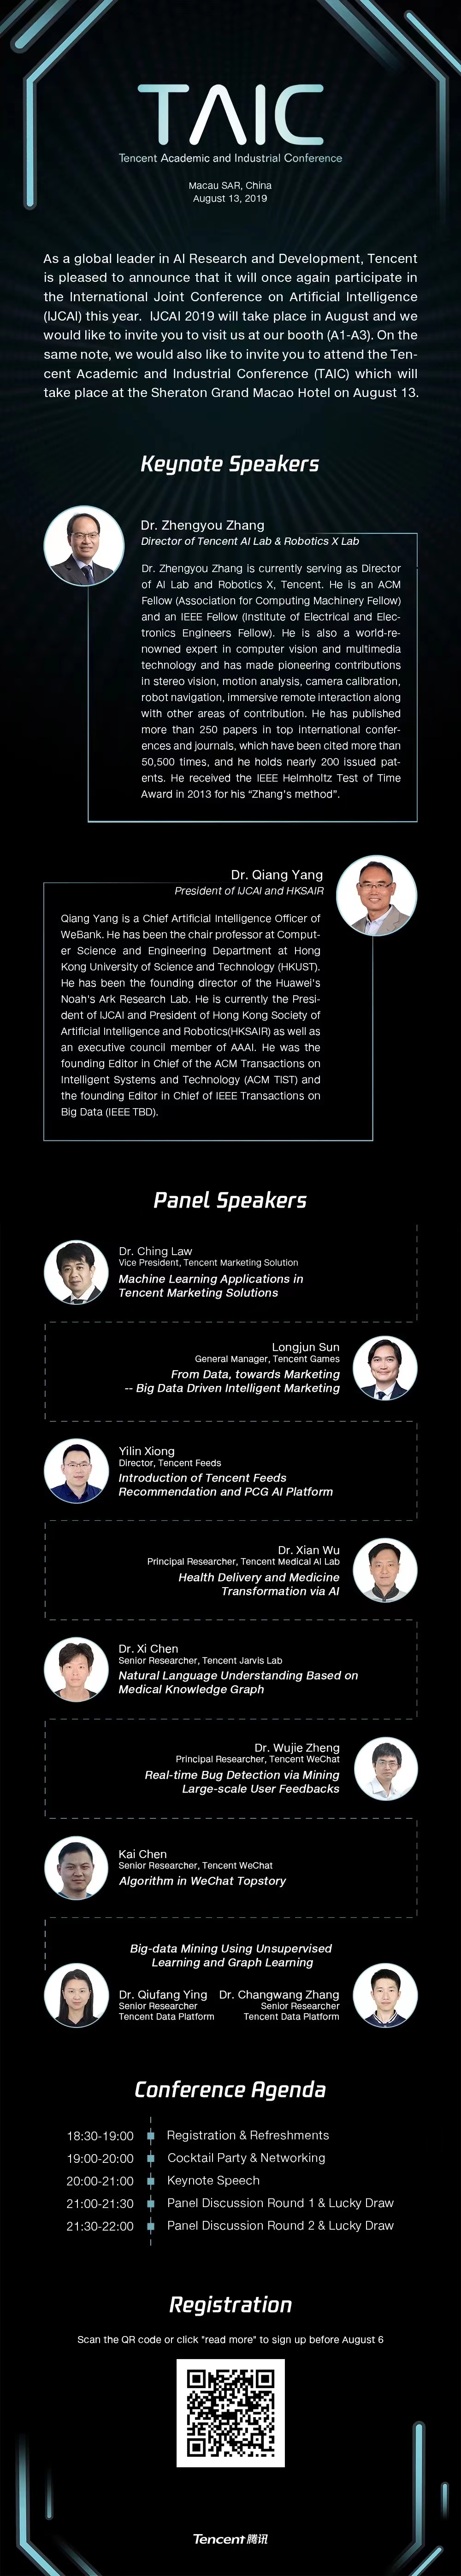 TAIC
Tencent Academic and Industrial Conference
Macau SAR, China
August 13, 2019
As a global leader in AI Research and Development, Tencent
is pleased to announce that it will once again participate in
the International Joint Conference on Artificial Intelligence
(IJCAI) this year. IJCAI 2019 will take place in August and we
would like to invite you to visit us at our booth (A1-A3). On the
same note, we would also like to invite you to attend the Ten-
cent Academic and Industrial Conference (TAIC) which will
take place at the Sheraton Grand Macao Hotel on August 13.
Keynote Speakers
Dr. Zhengyou Zhang
Director of Tencent AI Lab & Robotics X Lab
Dr. Zhengyou Zhang is currently serving as Director
of AI Lab and Robotics X, Tencent. He is an ACM
Fellow (Association for Computing Machinery Fellow)
and an IEEE Fellow (Institute of Electrical and Elec-
tronics Engineers Fellow). He is also a world-re-
nowned expert in computer vision and multimedia
technology and has made pioneering contributions
in stereo vision, motion analysis, camera calibration,
robot navigation, immersive remote interaction along
with other areas of contribution. He has published
more than 250 papers in top international confer-
ences and journals, which have been cited more than
50,500 times, and he holds nearly 200 issued pat-
ents. He received the IEEE Helmholtz Test of Time
Award in 2013 for his “Zhang's method”.
Dr. Qiang Yang
President of IJCAI and HKSAIR
Qiang Yang is a Chief Artificial Intelligence Officer of
WeBank. He has been the chair professor at Comput-
er Science and Engineering Department at Hong
Kong University of Science and Technology (HKUST).
He has been the founding director of the Huawei's
Noah's Ark Research Lab. He is currently the Presi-
dent of IJCAI and President of Hong Kong Society of
Artificial Intelligence and Robotics(HKSAIR) as well as
an executive council member of AAAI. He was the
founding Editor in Chief of the ACM Transactions on
Intelligent Systems and Technology (ACM TIST) and
the founding Editor in Chief of IEEE Transactions on
Big Data (IEEE TBD).
Panel Speakers
Dr. Ching Law
Vice President, Tencent Marketing Solution
Machine Learning Applications in
Tencent Marketing Solutions
Longjun Sun
General Manager, Tencent Games
From Data, towards Marketing
-- Big Data Driven Intelligent Marketing
Yilin Xiong
Director, Tencent Feeds
Introduction of Tencent Feeds
Recommendation and PCG AI Platform
Dr. Xian Wu
Principal Researcher, Tencent Medical AI Lab
Health Delivery and Medicine
Transformation via AI
Dr. Xi Chen
Senior Researcher, Tencent Jarvis Lab
Natural Language Understanding Based on
Medical Knowledge Graph
Dr. Wujie Zheng
Principal Researcher, Tencent WeChat
Real-time Bug Detection via Mining
Large-scale User Feedbacks
Kai Chen
Senior Researcher, Tencent WeChat
Algorithm in WeChat Topstory
Big-data Mining Using Unsupervised
Learning and Graph Learning
Dr. Qiufang Ying
Senior Researcher
Tencent Data Platform
Dr. Changwang Zhang
Senior Researcher
Tencent Data Platform
Conference Agenda
18:30-19:00 Registration & Refreshments
19:00-20:00 Cocktail Party & Networking
20:00-21:00 Keynote Speech
21:00-21:30 Panel Discussion Round 1 & Lucky Draw
21:30-22:00 Panel Discussion Round 2 & Lucky Draw
Registration
Scan the QR code or click "read more" to sign up before August 6
Tencent 腾讯